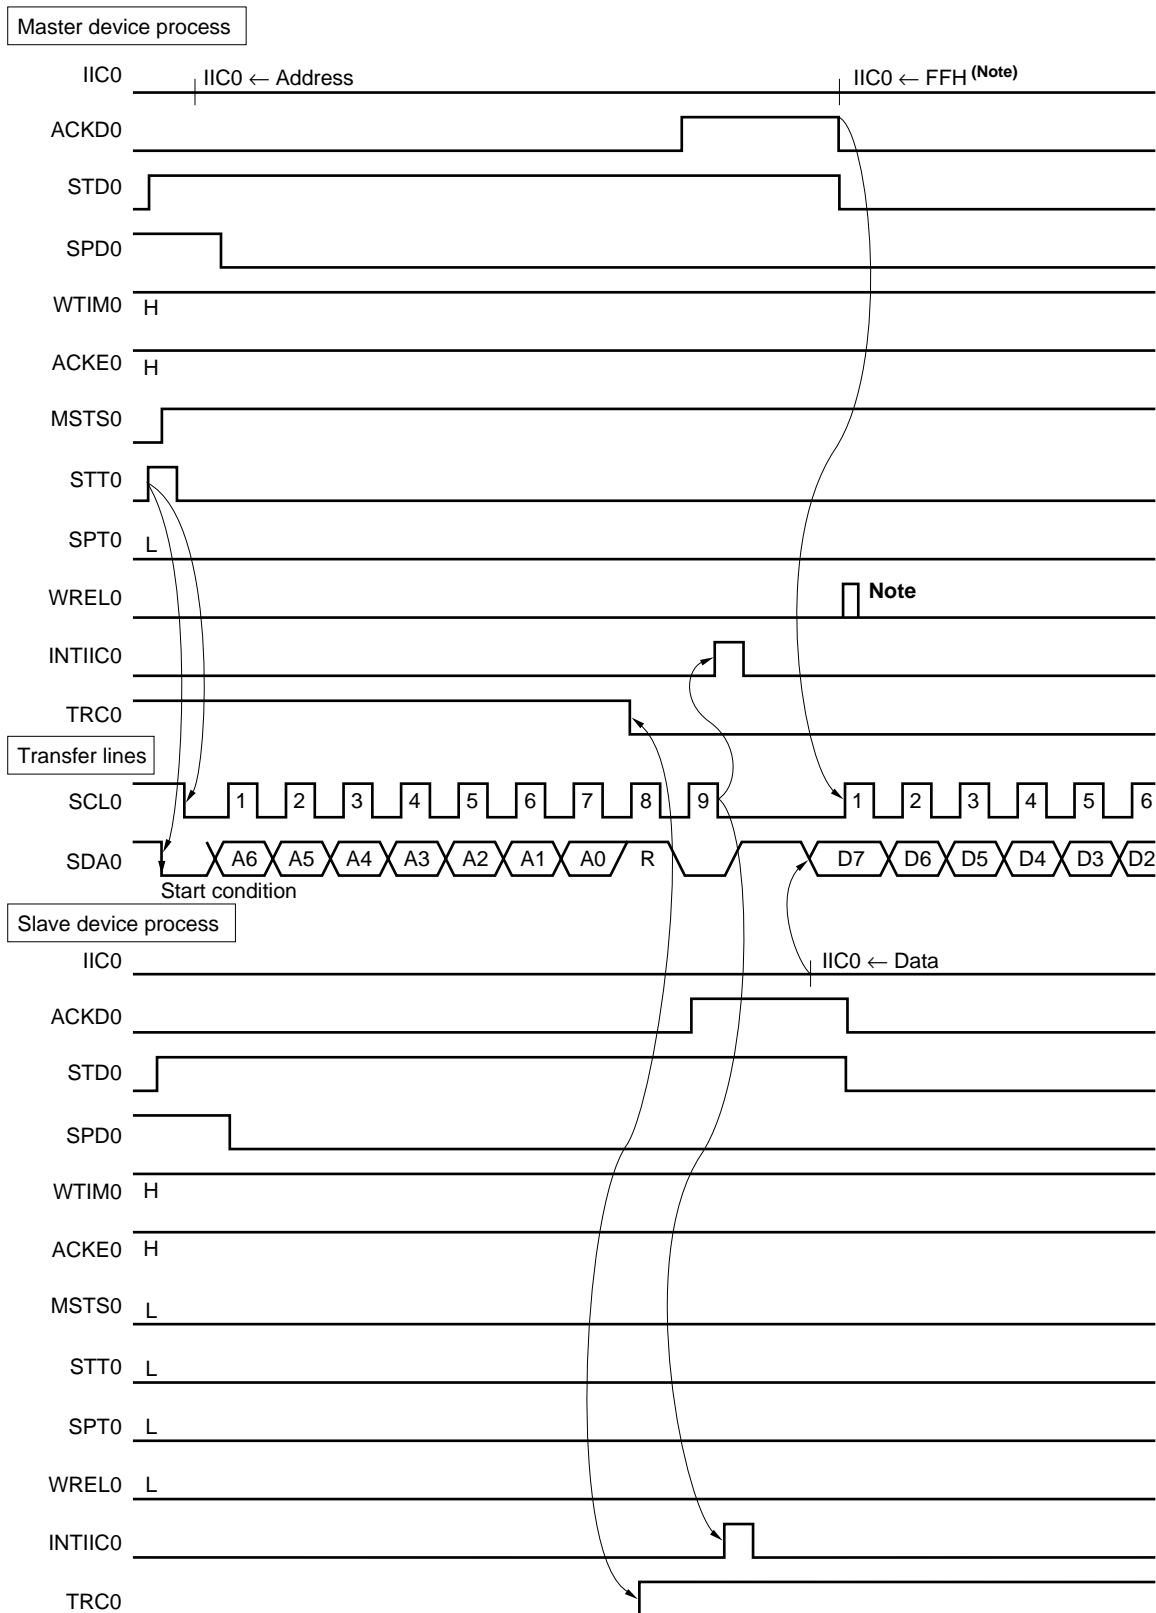 Master device process
IIC0 IIC0 ← Address IIC0 ← FFH (Note)
ACKD0
STD0
SPD0
WTIM0 H
ACKE0 H
MSTS0
STT0
SPT0 L
WREL0 Note
INTIIC0
TRC0
Transfer lines
SCL0 1 2 3 4 5 6 7 8 9 1 2 3 4 5 6
SDA0 A6 A5 A4 A3 A2 A1 A0 R D7 D6 D5 D4 D3 D2
Start condition
Slave device process
IIC0 IIC0 ← Data
ACKD0
STD0
SPD0
WTIM0 H
ACKE0 H
MSTS0 L
STT0 L
SPT0 L
WREL0 L
INTIIC0
TRC0